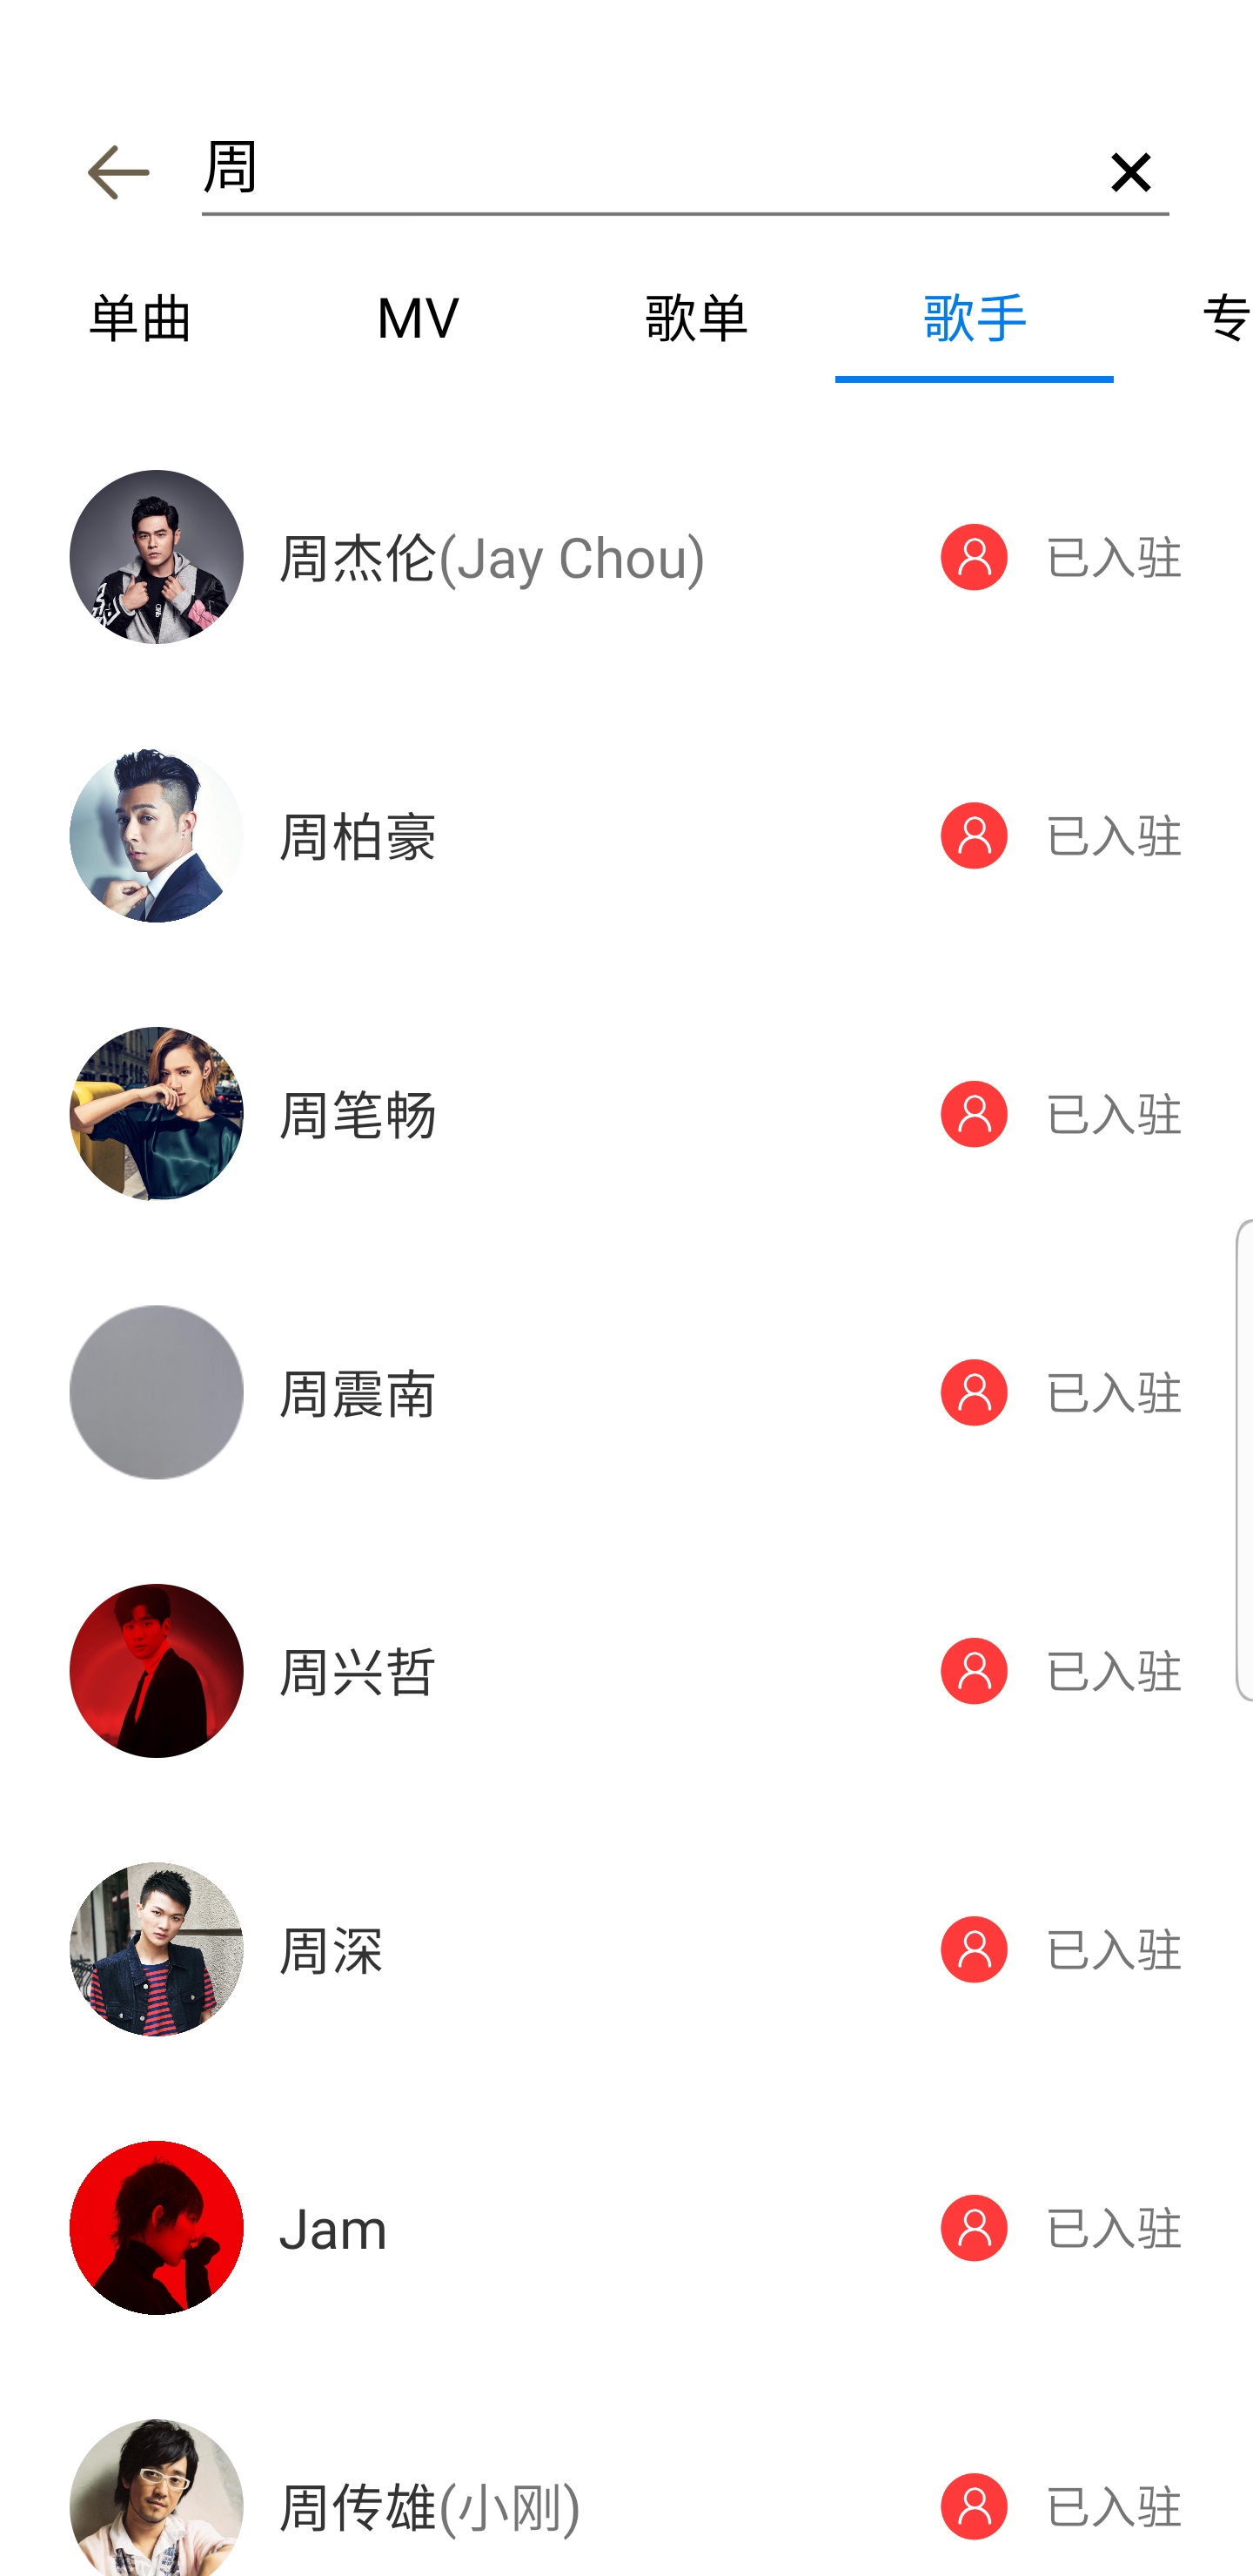 周
单曲 MV 歌单 歌手 专
周杰伦(Jay Chou) 已入驻
周柏豪 已入驻
周笔畅 已入驻
周震南 已入驻
周兴哲 已入驻
周深 已入驻
Jam 已入驻
周传雄(小刚) 已入驻